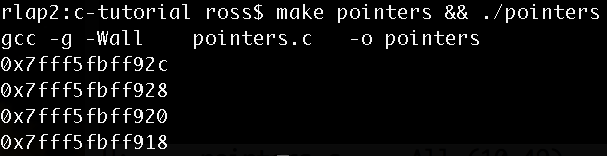 rlap2:c-tutorial ross$ make pointers && ./pointers
gcc -g -Wall    pointers.c   -o pointers
0x7fff5fbff92c
0x7fff5fbff928
0x7fff5fbff920
0x7fff5fbff918